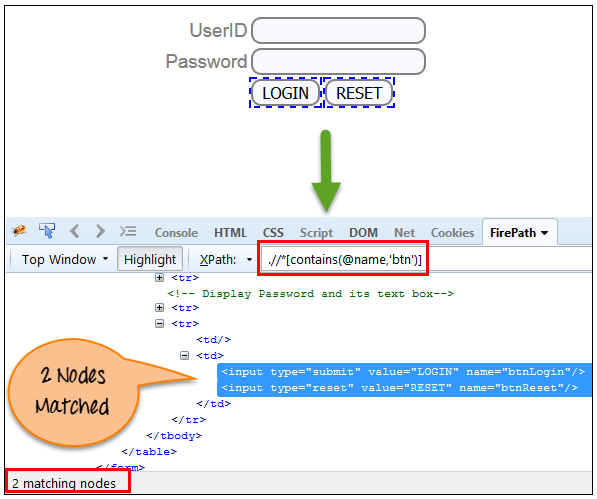 UserID
Password
LOGIN RESET
Console HTML CSS Script DOM Net Cookies FirePath
Top Window Highlight XPath: .//*[contains(@name,'btn')]
<tr>
<!-- Display Password and its text box-->
<tr>
<tr>
<td/>
<td>
<input type="submit" value="LOGIN" name="btnLogin"/>
<input type="reset" value="RESET" name="btnReset"/>
</td>
</tr>
</tbody>
</table>
</form>
2 Nodes
Matched
2 matching nodes